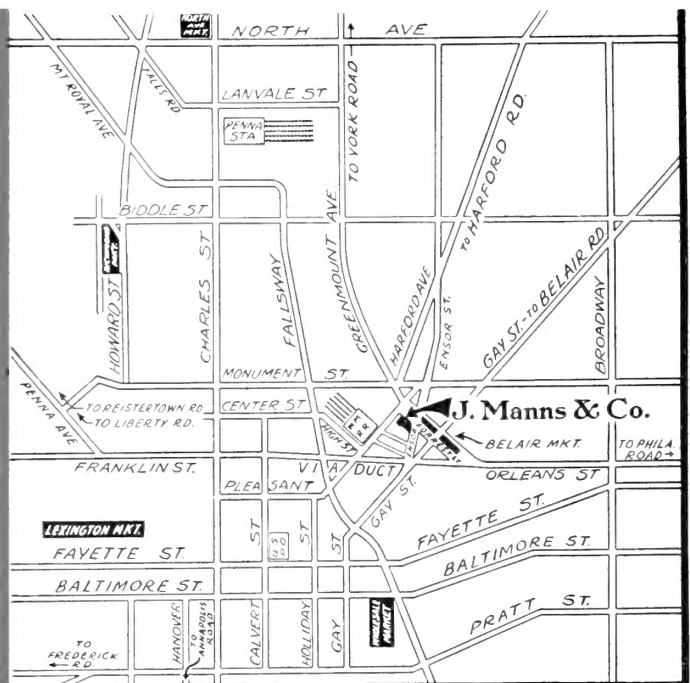 NORTH AVE MKT.
NORTH AVE
MT ROYAL AVE
FALLS RD
LANVALE ST
PENNA STA
TO YORK ROAD
TO HARFORD RD.
BIDDLE ST
HOWARD ST
CHARLES ST
FALLSWAY
GREENMOUNT AVE
HARFORD AVE
ENSOR ST.
GAY ST.-TO BELAIR RD
BROADWAY
MONUMENT ST.
PENNA AVE
TO REISTERTOWN RD
TO LIBERTY RD.
CENTER ST
HIGH ST
J. Manns & Co.
ENSOR
FORREST ST
BELAIR MKT.
TO PHILA. ROAD
FRANKLIN ST.
VIADUCT
ORLEANS ST
PLEASANT
GAY ST.
LEXINGTON MKT.
ST
U S P O
ST
ST
FAYETTE ST.
FAYETTE ST.
BALTIMORE ST.
BALTIMORE ST.
HANOVER
TO ANNAPOLIS ROAD
CALVERT
HOLLIDAY
GAY
WHOLESALE MARKET
PRATT ST.
TO FREDERICK RD